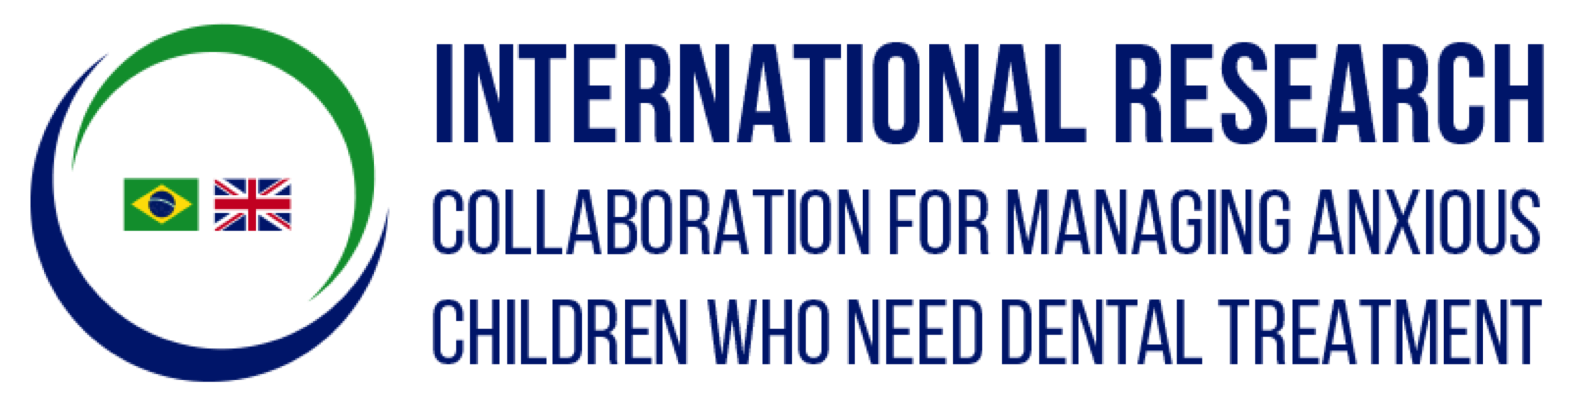 INTERNATIONAL RESEARCH
COLLABORATION FOR MANAGING ANXIOUS
CHILDREN WHO NEED DENTAL TREATMENT